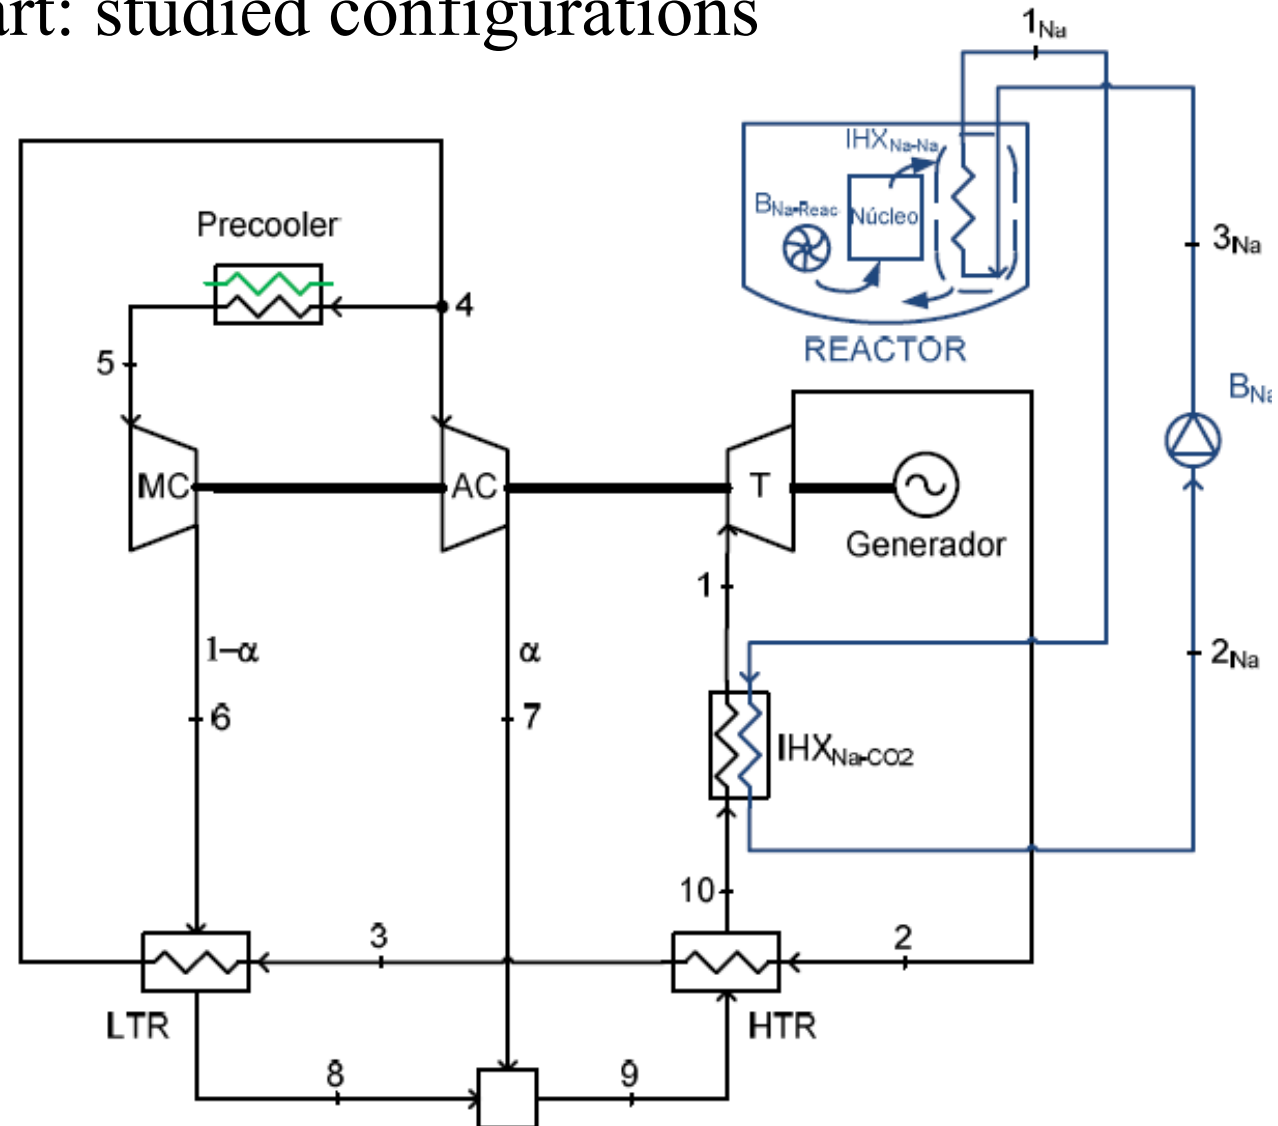 art: studied configurations
1Na
IHXNa-Na
BNa-Reac
Núcleo
Precooler
3Na
4
REACTOR
5
BNa
MC
AC
T
Generador
1
1–α
α
2Na
6
7
IHXNa-CO2
10
3
2
LTR
HTR
8
9